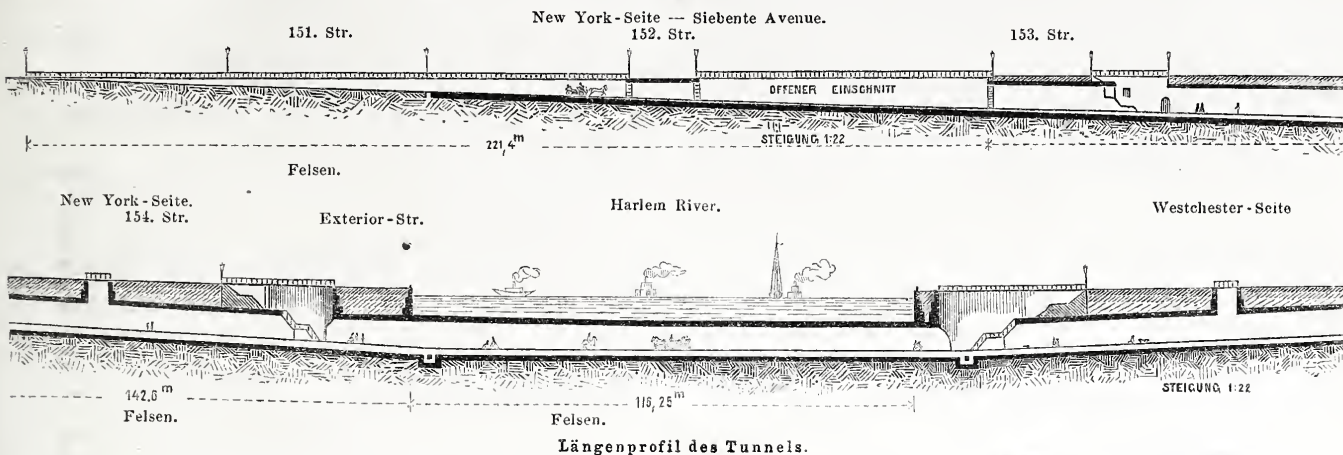 New York-Seite — Siebente Avenue.
151. Str. 152. Str. 153. Str.
OFFENER EINSCHNITT
STEIGUNG 1:22
221,4 m
Felsen.
New York-Seite.
154. Str. Exterior-Str. Harlem River. Westchester-Seite
STEIGUNG 1:22
142,6 m 116,25 m
Felsen. Felsen.
Längenprofil des Tunnels.